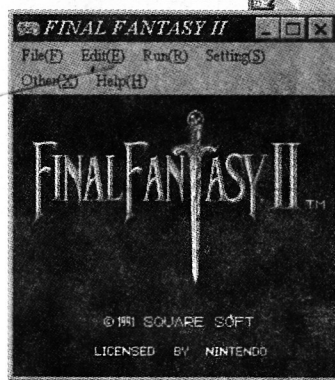 FINAL FANTASY II
File(F) Edit(E) Run(R) Setting(S)
Other(X) Help(H)
FINAL FANTASY II TM
© 1991 SQUARE SOFT
LICENSED BY NINTENDO